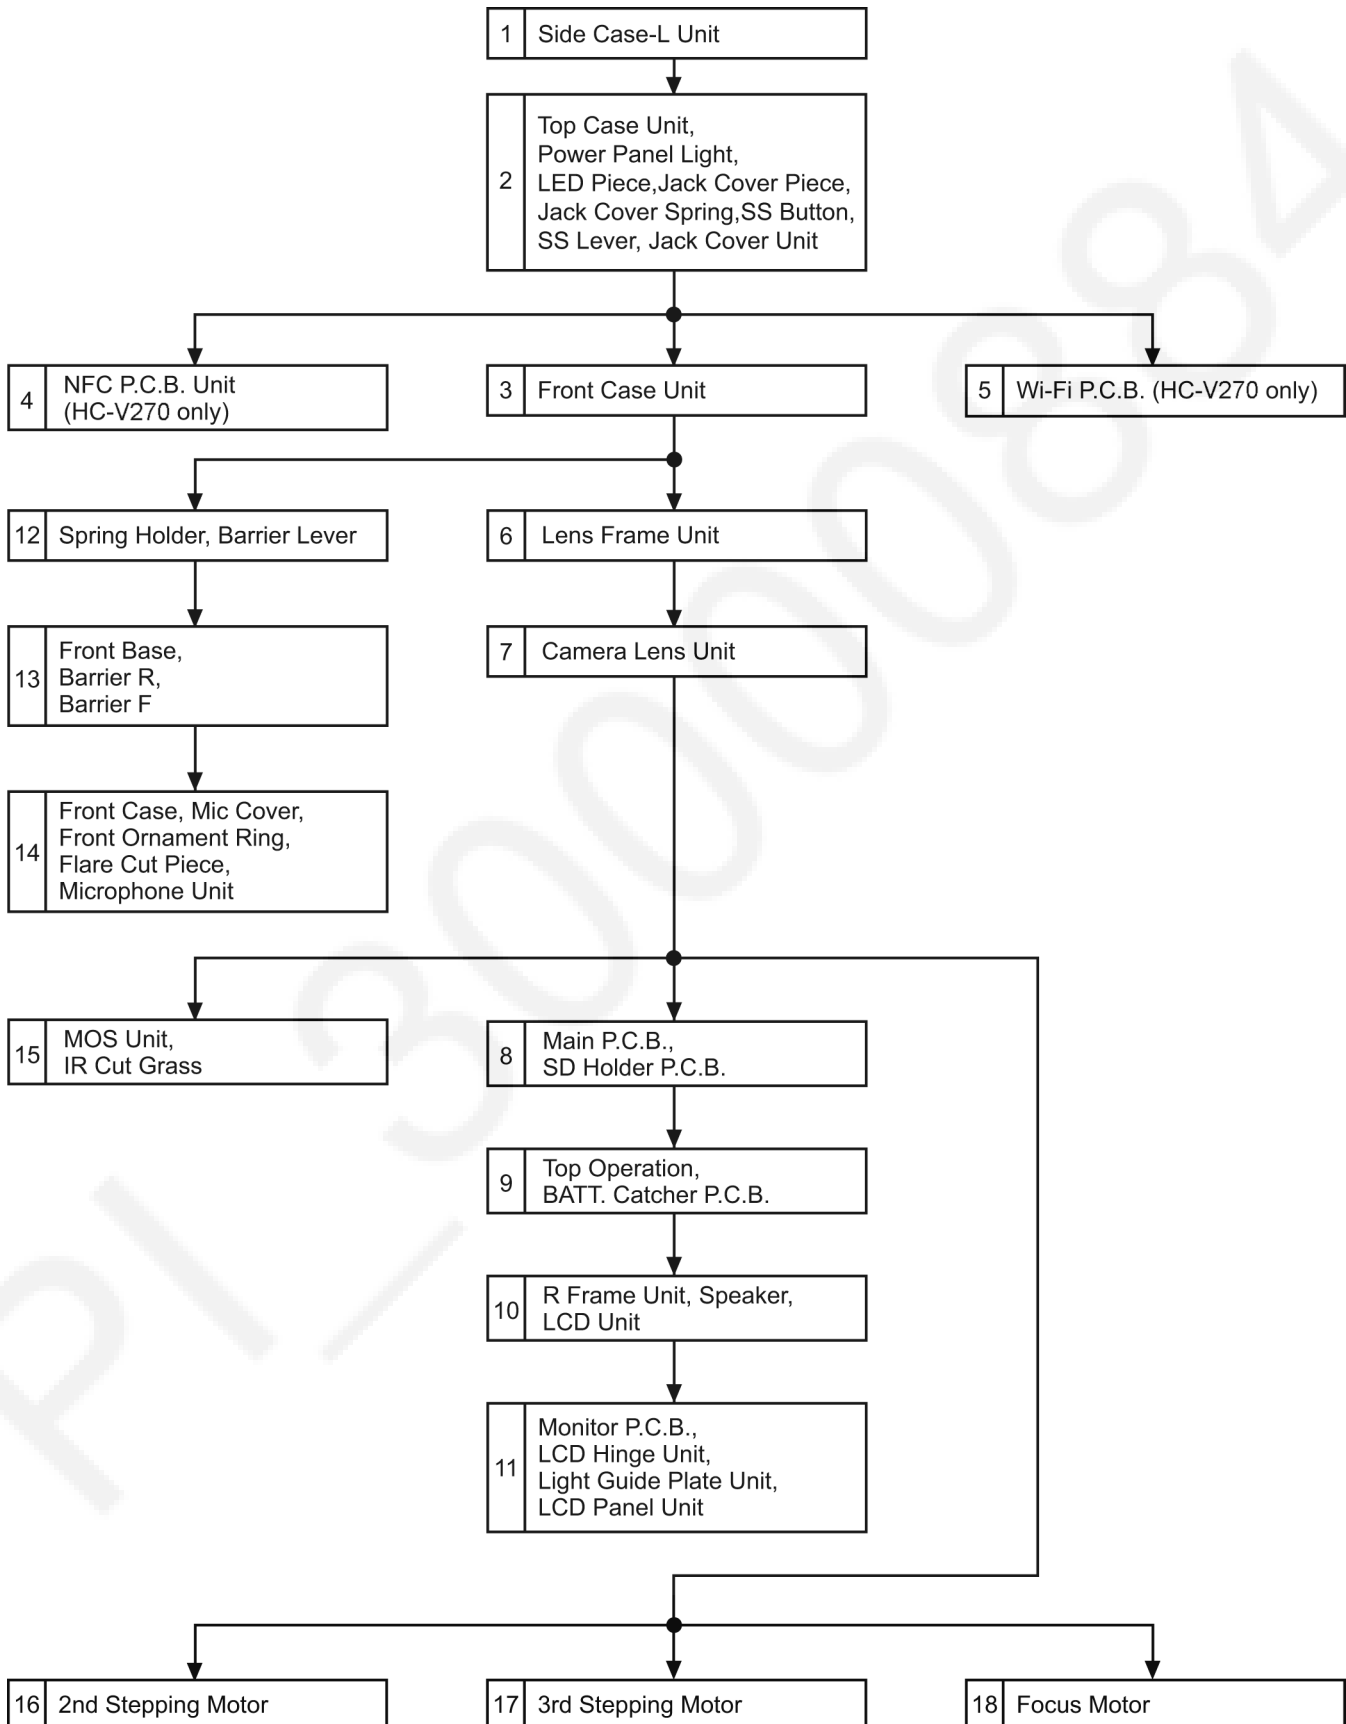 1 Side Case-L Unit
2
Top Case Unit,
Power Panel Light,
LED Piece,Jack Cover Piece,
Jack Cover Spring,SS Button,
SS Lever, Jack Cover Unit
4
NFC P.C.B. Unit
(HC-V270 only)
3 Front Case Unit
5 Wi-Fi P.C.B. (HC-V270 only)
12 Spring Holder, Barrier Lever
6 Lens Frame Unit
13
Front Base,
Barrier R,
Barrier F
7 Camera Lens Unit
14
Front Case, Mic Cover,
Front Ornament Ring,
Flare Cut Piece,
Microphone Unit
15
MOS Unit,
IR Cut Grass
8
Main P.C.B.,
SD Holder P.C.B.
9
Top Operation,
BATT. Catcher P.C.B.
10
R Frame Unit, Speaker,
LCD Unit
11
Monitor P.C.B.,
LCD Hinge Unit,
Light Guide Plate Unit,
LCD Panel Unit
16 2nd Stepping Motor
17 3rd Stepping Motor
18 Focus Motor
PI_30000884